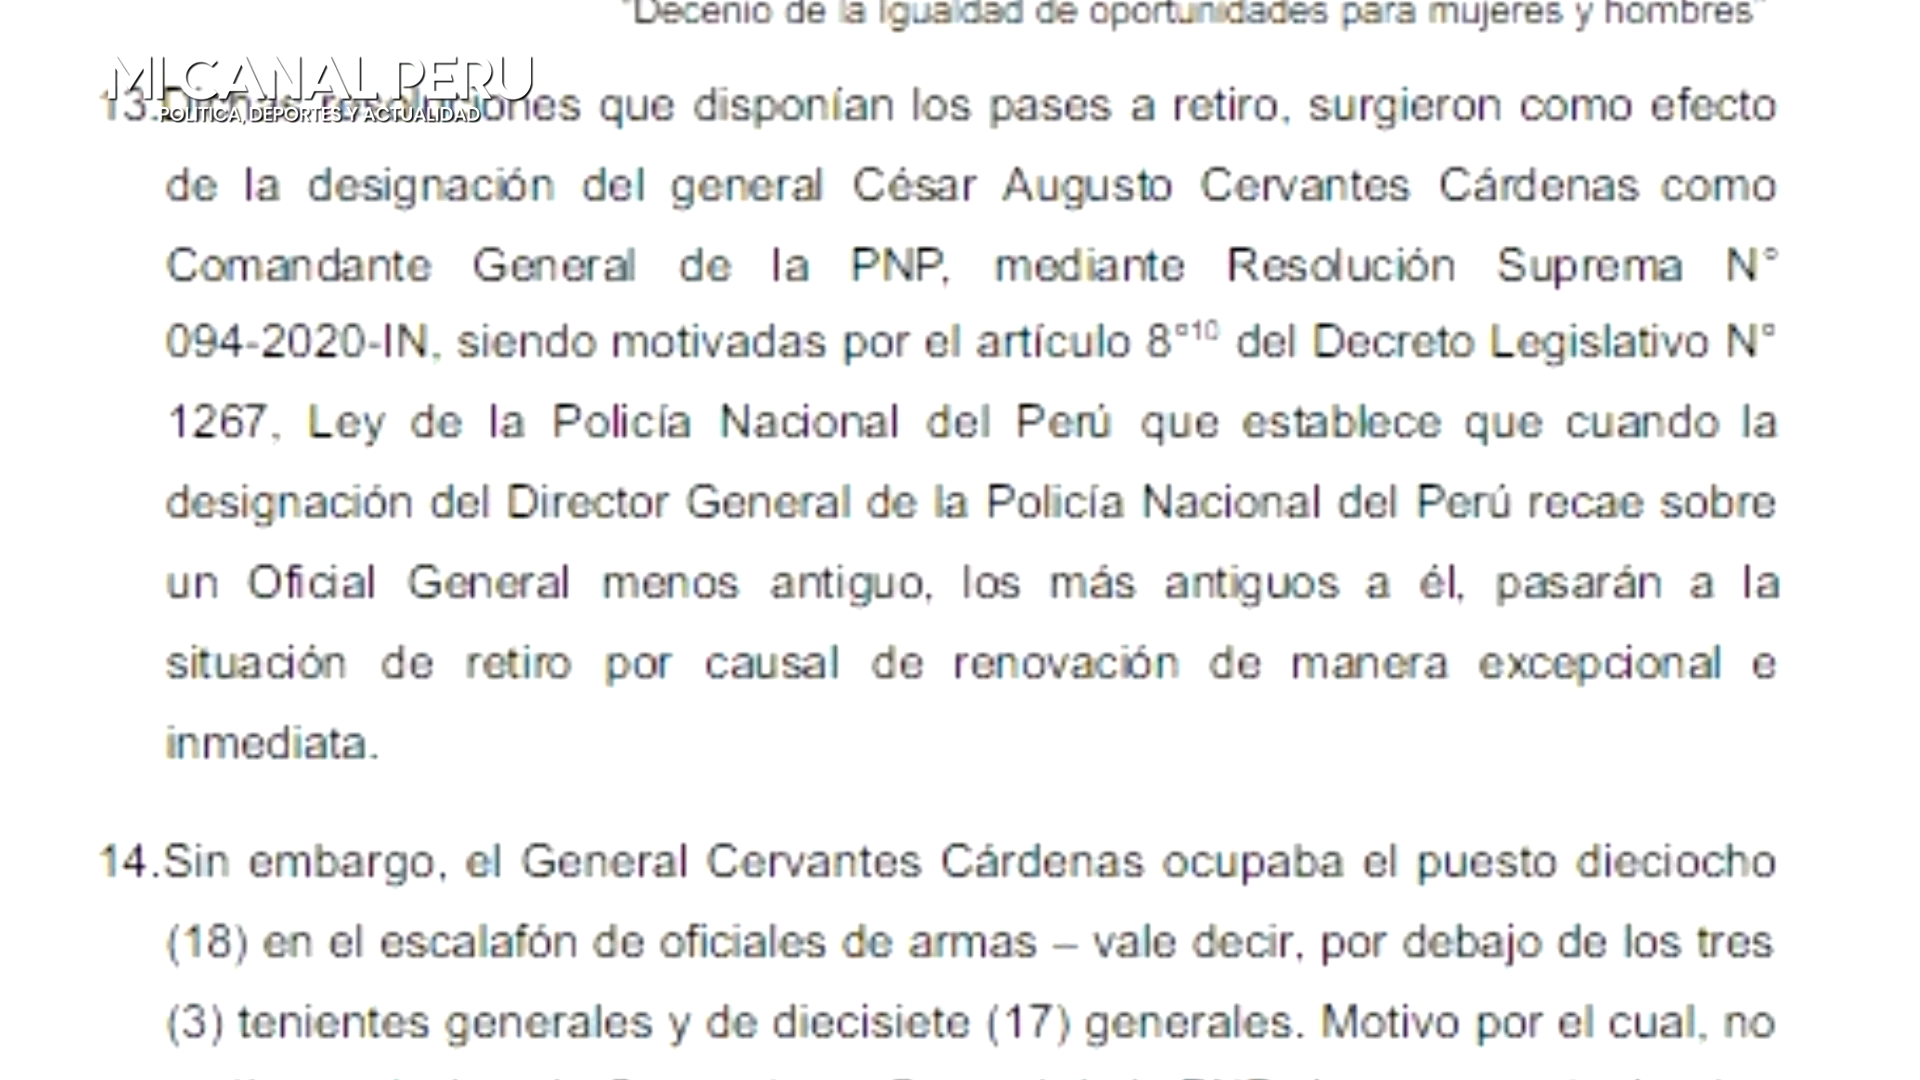 "Decenio de la Igualdad de oportunidades para mujeres y hombres"
MI CANAL PERU
POLÍTICA, DEPORTES Y ACTUALIDAD
13.Dichas resoluciones que disponían los pases a retiro, surgieron como efecto
de la designación del general César Augusto Cervantes Cárdenas como
Comandante General de la PNP, mediante Resolución Suprema N°
094-2020-IN, siendo motivadas por el artículo 8°10 del Decreto Legislativo N°
1267, Ley de la Policía Nacional del Perú que establece que cuando la
designación del Director General de la Policía Nacional del Perú recae sobre
un Oficial General menos antiguo, los más antiguos a él, pasarán a la
situación de retiro por causal de renovación de manera excepcional e
inmediata.
14.Sin embargo, el General Cervantes Cárdenas ocupaba el puesto dieciocho
(18) en el escalafón de oficiales de armas – vale decir, por debajo de los tres
(3) tenientes generales y de diecisiete (17) generales. Motivo por el cual, no